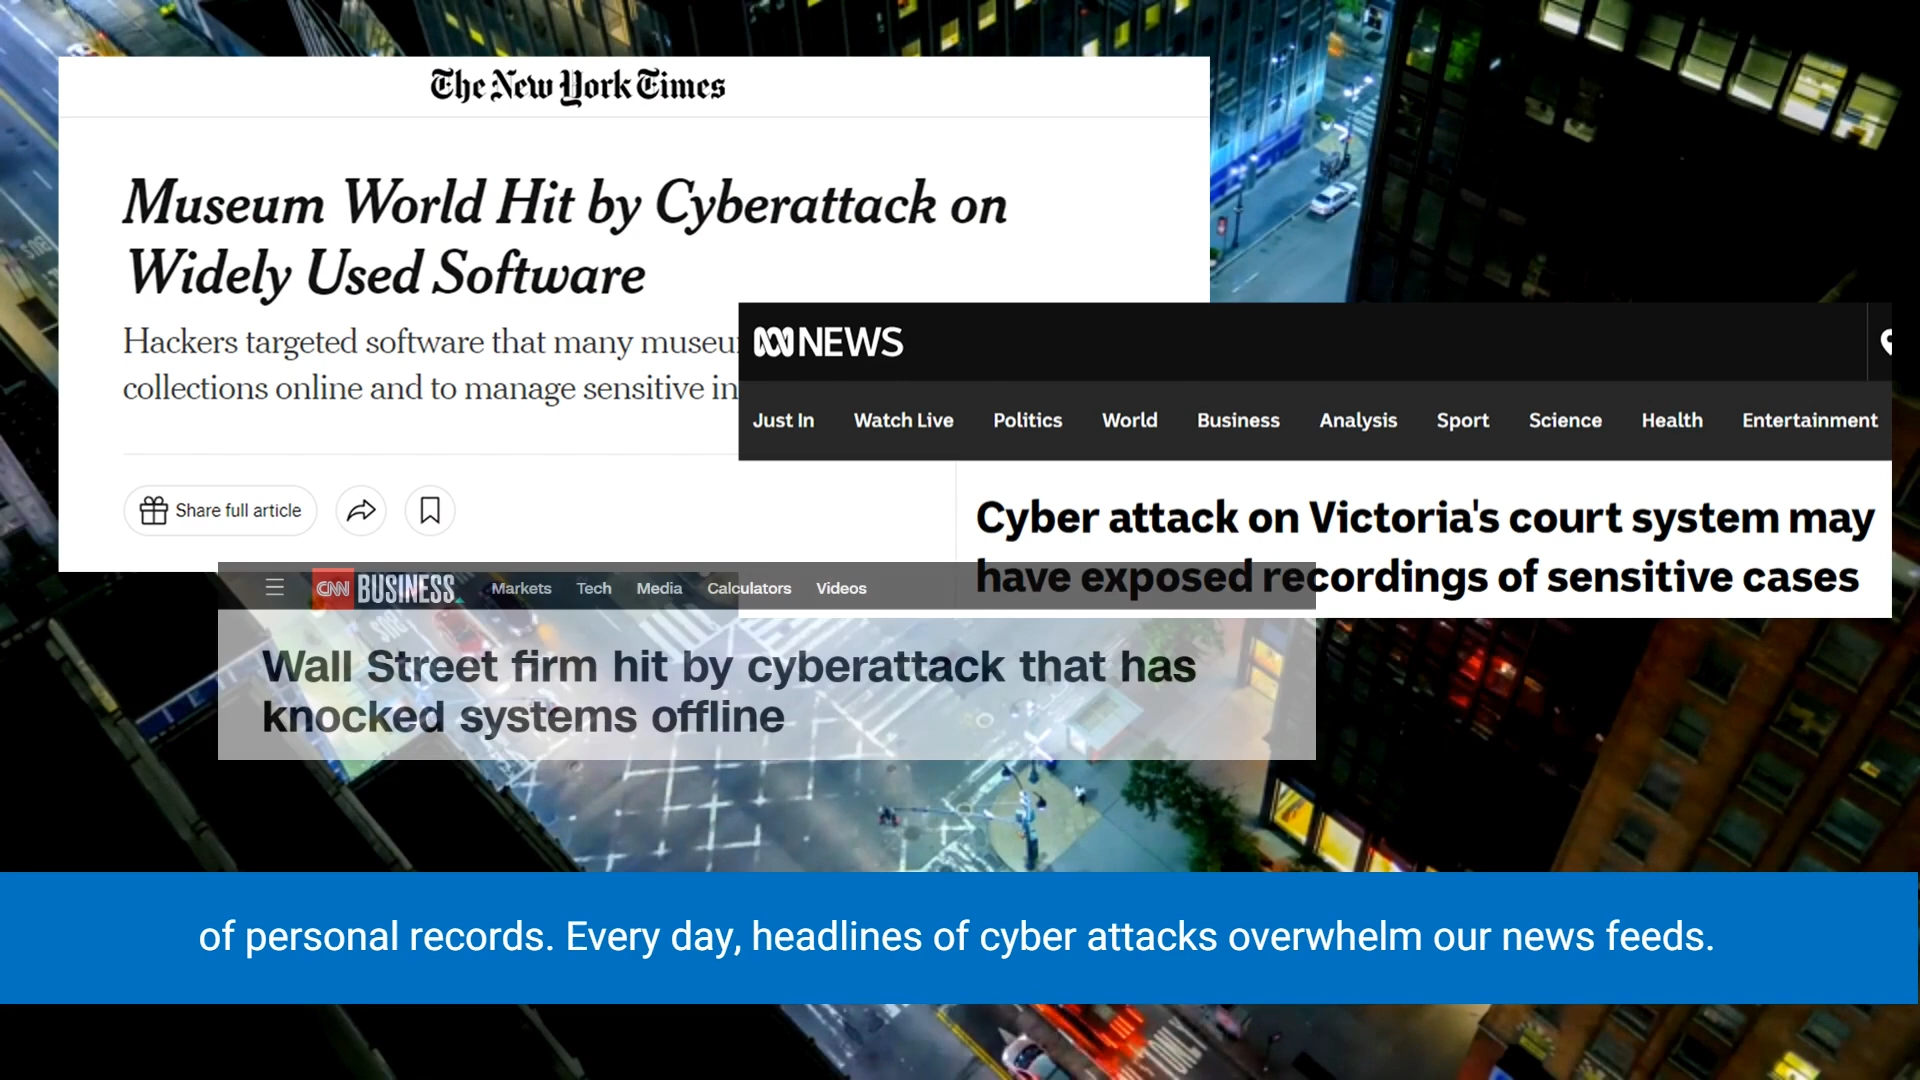 The New York Times
Museum World Hit by Cyberattack on
Widely Used Software
Hackers targeted software that many
collections online and to manage sensitive
Share full article
NEWS
Just In Watch Live Politics World Business Analysis Sport Science Health Entertainment
Cyber attack on Victoria's court system may
have exposed recordings of sensitive cases
CNN BUSINESS Markets Tech Media Calculators Videos
Wall Street firm hit by cyberattack that has
knocked systems offline
of personal records. Every day, headlines of cyber attacks overwhelm our news feeds.
ONLY